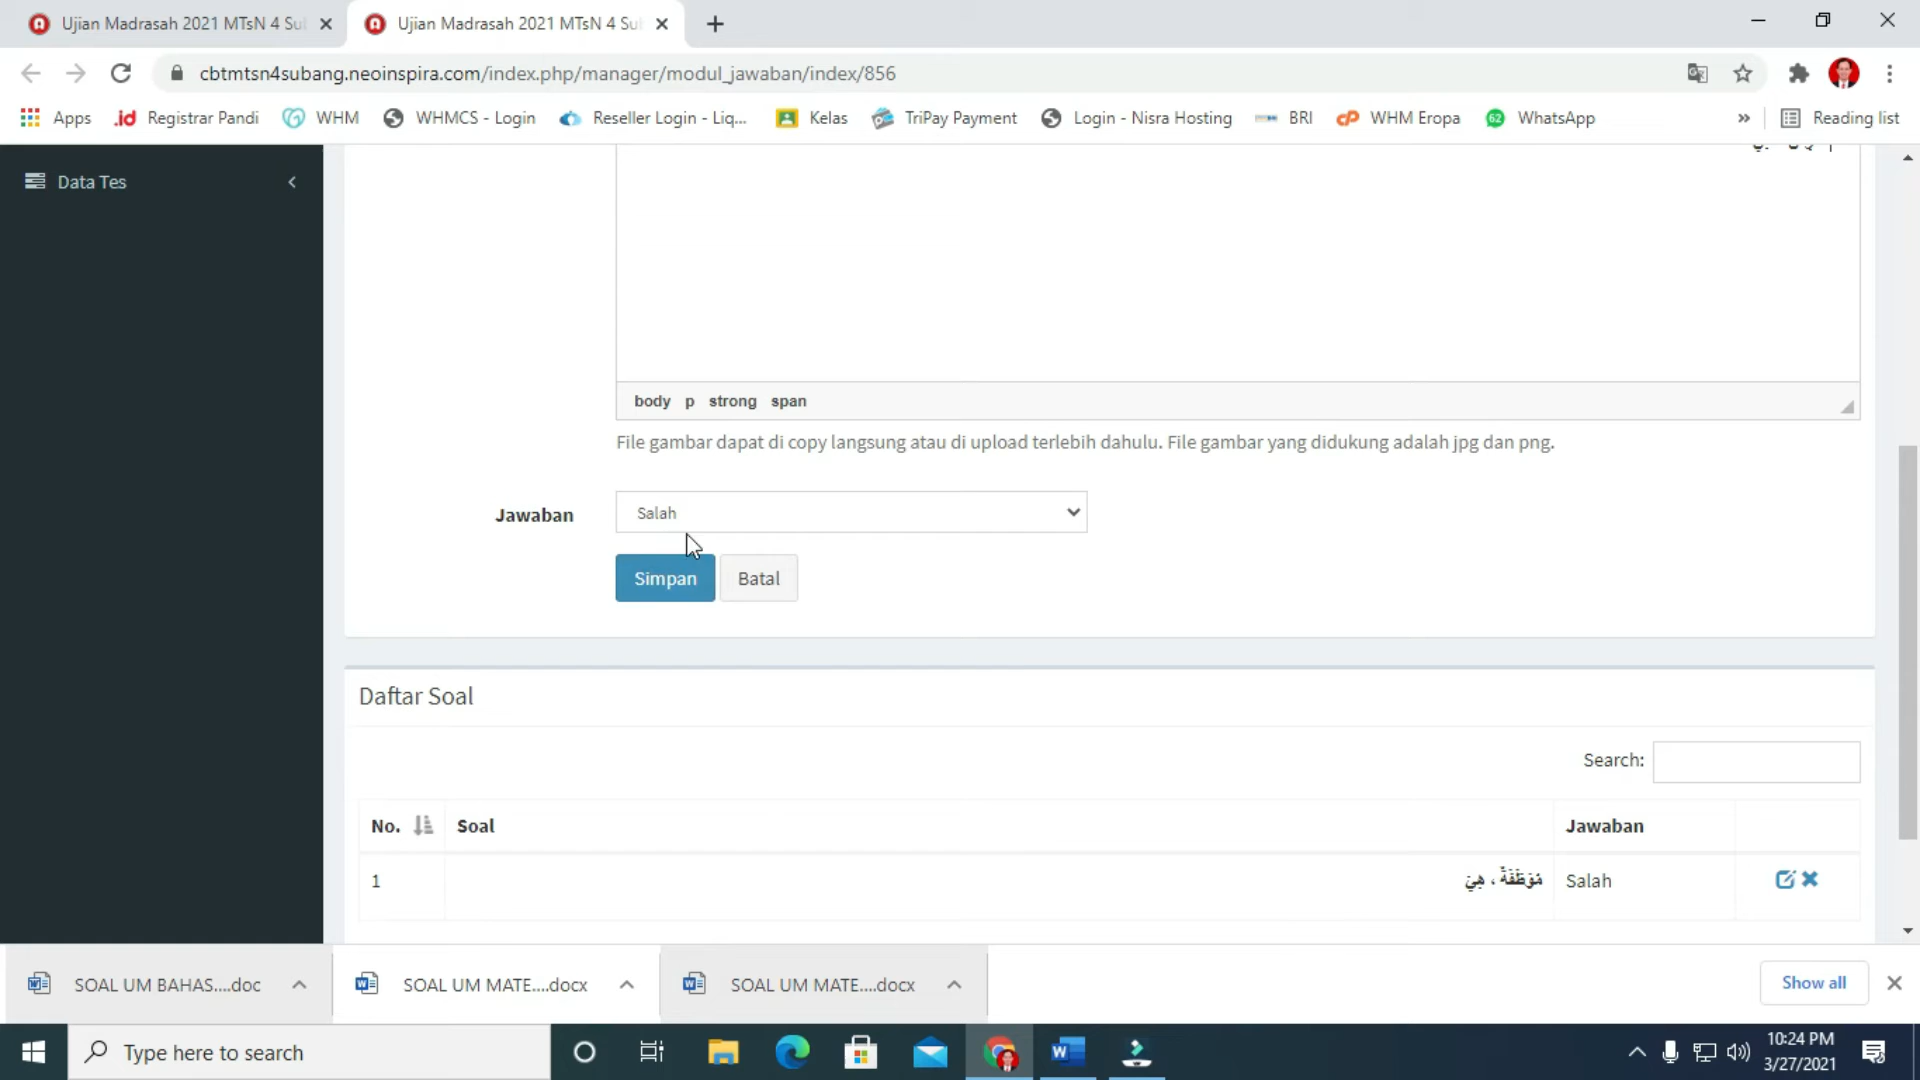 Ujian Madrasah 2021 MTsN 4 Su
Ujian Madrasah 2021 MTsN 4 Su
cbtmtsn4subang.neoinspira.com/index.php/manager/modul_jawaban/index/856
Apps
.id Registrar Pandi
WHM
WHMCS - Login
Reseller Login - Liq...
Kelas
TriPay Payment
Login - Nisra Hosting
BRI
cP WHM Eropa
62 WhatsApp
»
Reading list
Data Tes
body p strong span
File gambar dapat di copy langsung atau di upload terlebih dahulu. File gambar yang didukung adalah jpg dan png.
Jawaban
Salah
Simpan
Batal
Daftar Soal
Search:
No. Soal Jawaban
1 مُوَظَّفَةٌ ، هِيَ Salah
SOAL UM BAHAS....doc
SOAL UM MATE....docx
SOAL UM MATE....docx
Show all
Type here to search
10:24 PM
3/27/2021